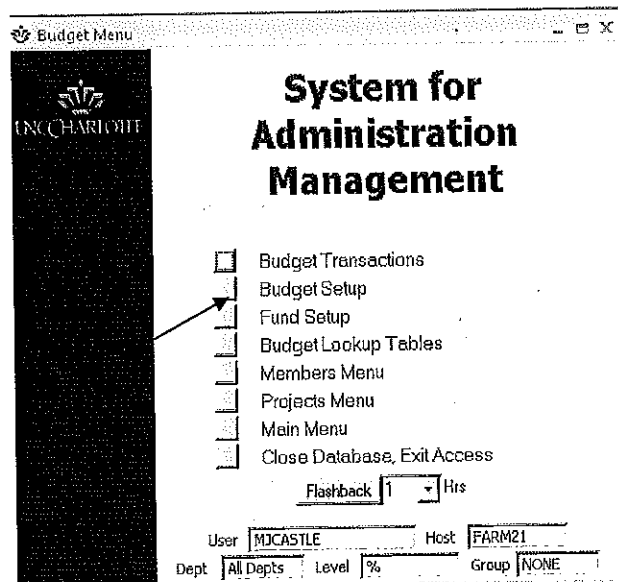 Budget Menu
UNC CHARLOTTE
System for
Administration
Management
Budget Transactions
Budget Setup
Fund Setup
Budget Lookup Tables
Members Menu
Projects Menu
Main Menu
Close Database, Exit Access
Flashback 1 Hrs
User MJCASTLE Host FARM21
Dept All Depts Level % Group NONE